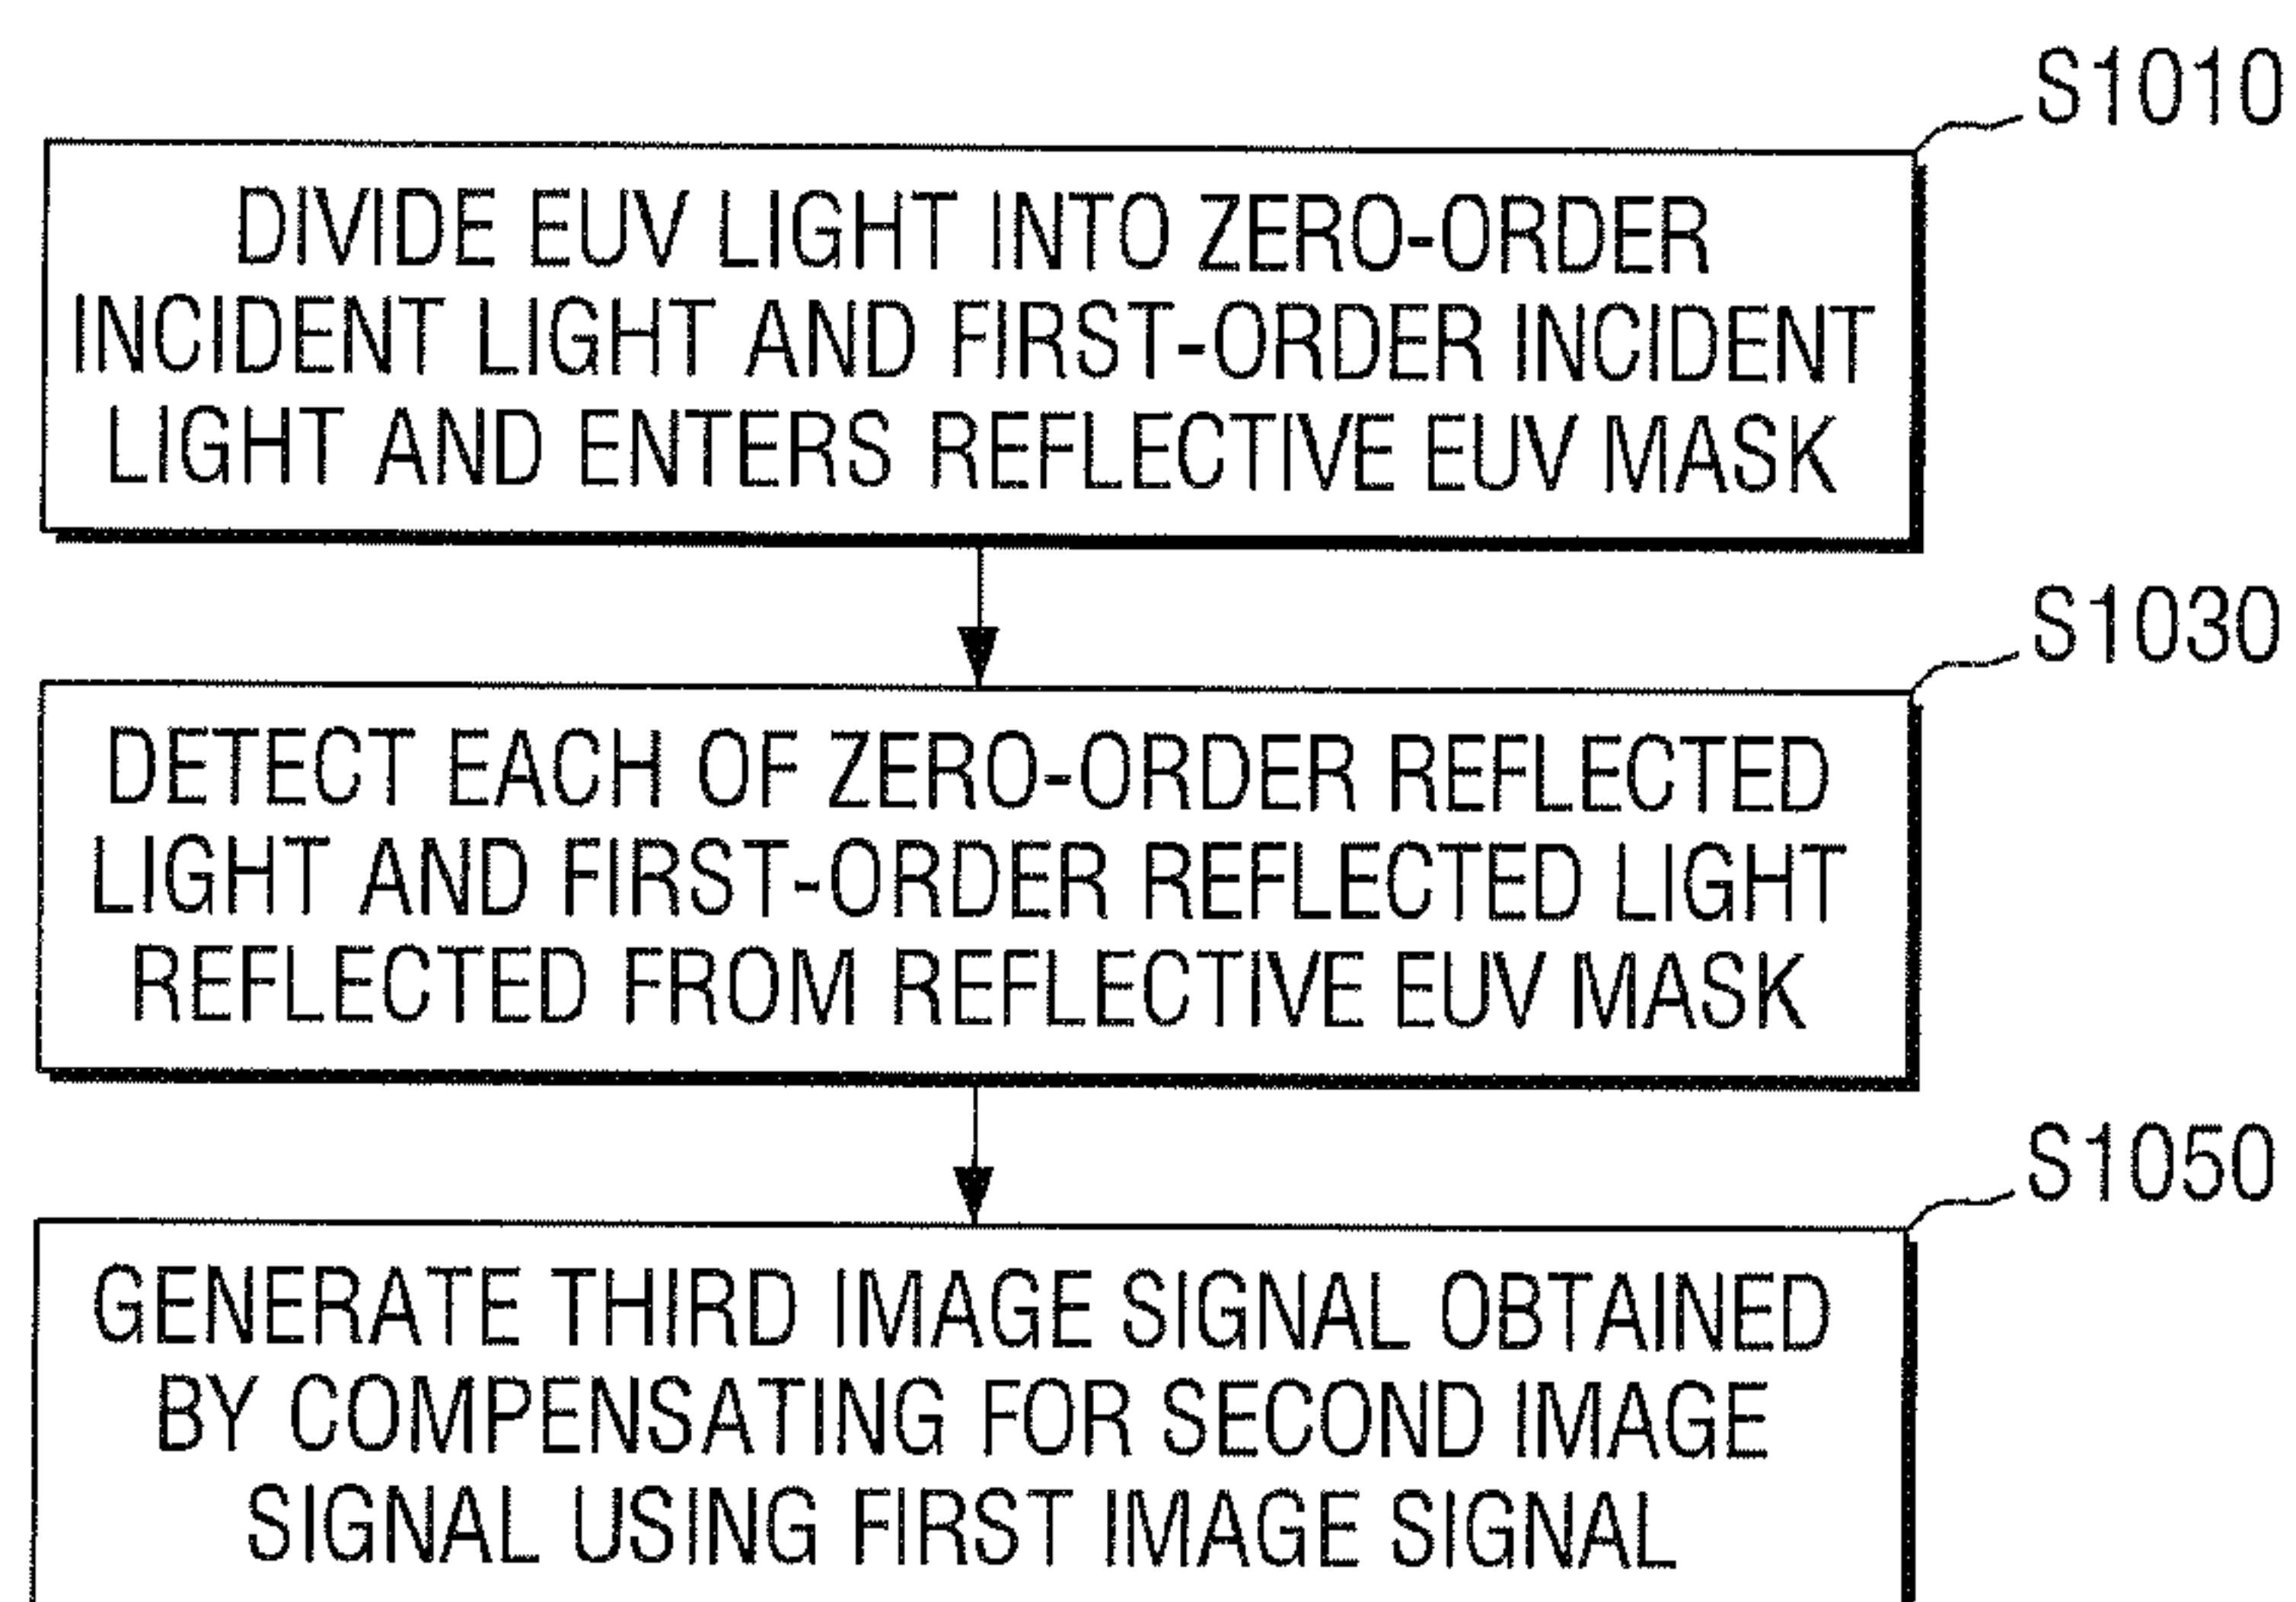 S1010
DIVIDE EUV LIGHT INTO ZERO-ORDER
INCIDENT LIGHT AND FIRST-ORDER INCIDENT
LIGHT AND ENTERS REFLECTIVE EUV MASK
S1030
DETECT EACH OF ZERO-ORDER REFLECTED
LIGHT AND FIRST-ORDER REFLECTED LIGHT
REFLECTED FROM REFLECTIVE EUV MASK
S1050
GENERATE THIRD IMAGE SIGNAL OBTAINED
BY COMPENSATING FOR SECOND IMAGE
SIGNAL USING FIRST IMAGE SIGNAL